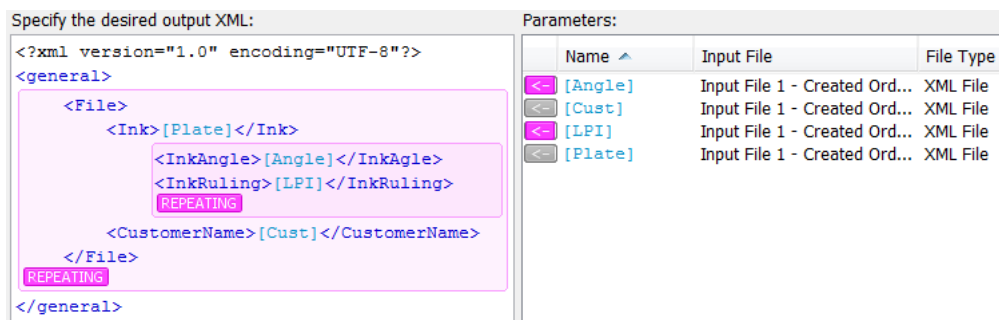 Specify the desired output XML:
<?xml version="1.0" encoding="UTF-8"?>
<general>
<File>
<Ink>[Plate]</Ink>
<InkAngle>[Angle]</InkAgle>
<InkRuling>[LPI]</InkRuling>
REPEATING
<CustomerName>[Cust]</CustomerName>
</File>
REPEATING
</general>
Parameters:
Name Input File File Type
<- [Angle] Input File 1 - Created Ord... XML File
<- [Cust] Input File 1 - Created Ord... XML File
<- [LPI] Input File 1 - Created Ord... XML File
<- [Plate] Input File 1 - Created Ord... XML File